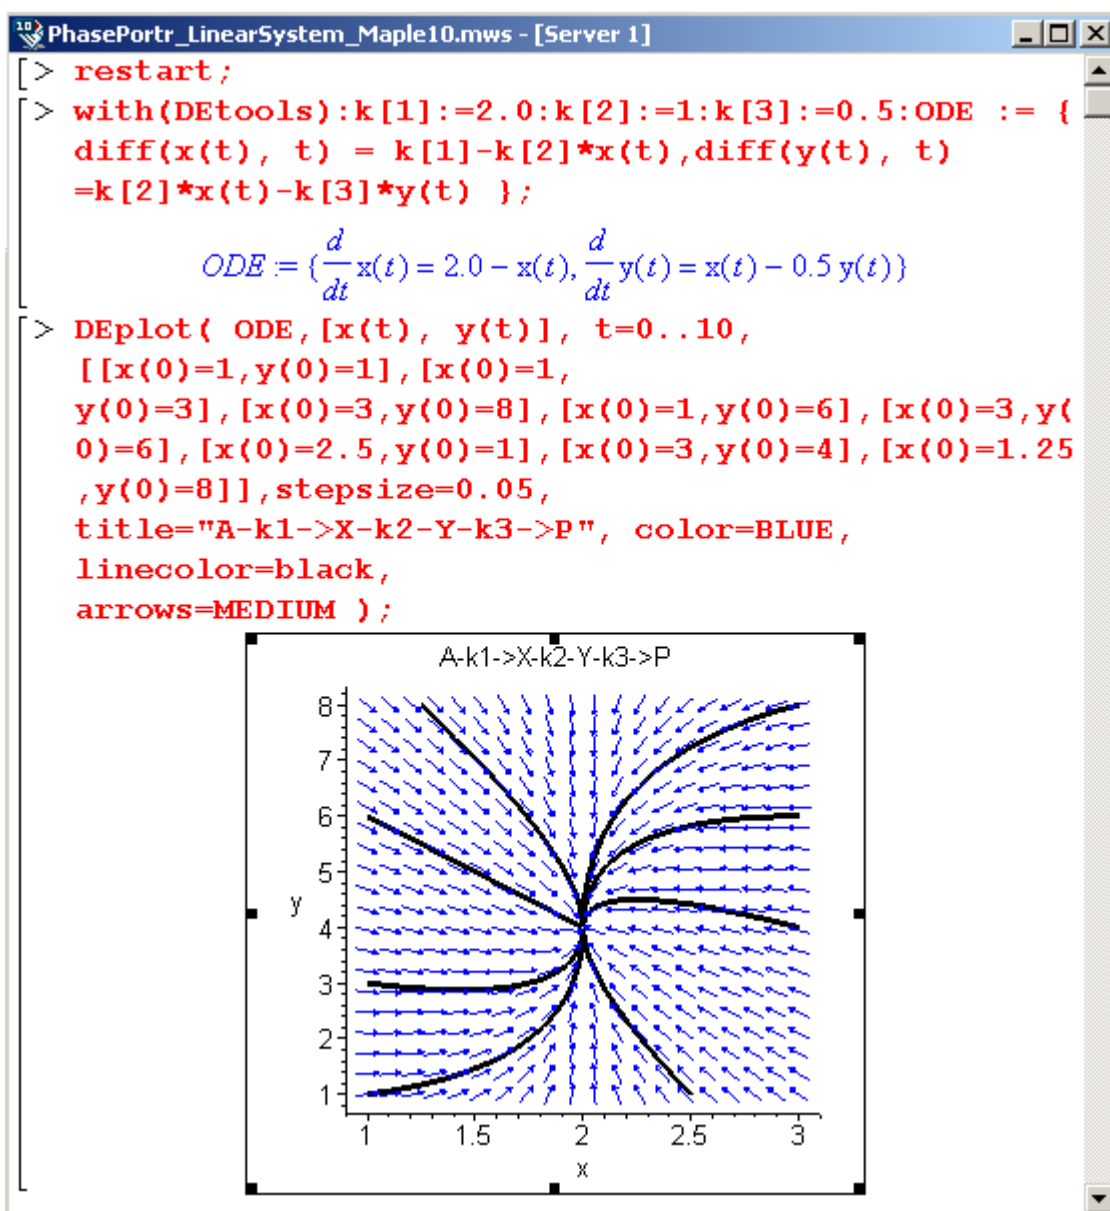 PhasePortr_LinearSystem_Maple10.mws - [Server 1]
[> restart;
[> with(DEtools):k[1]:=2.0:k[2]:=1:k[3]:=0.5:ODE := {
diff(x(t), t) = k[1]-k[2]*x(t),diff(y(t), t)
=k[2]*x(t)-k[3]*y(t) };
ODE := {d/dt x(t) = 2.0 − x(t), d/dt y(t) = x(t) − 0.5 y(t)}
[> DEplot( ODE,[x(t), y(t)], t=0..10,
[[x(0)=1,y(0)=1],[x(0)=1,
y(0)=3],[x(0)=3,y(0)=8],[x(0)=1,y(0)=6],[x(0)=3,y(
0)=6],[x(0)=2.5,y(0)=1],[x(0)=3,y(0)=4],[x(0)=1.25
,y(0)=8]],stepsize=0.05,
title="A-k1->X-k2-Y-k3->P", color=BLUE,
linecolor=black,
arrows=MEDIUM );
A-k1->X-k2-Y-k3->P
8
7
6
5
y
4
3
2
1
1 1.5 2 2.5 3
x